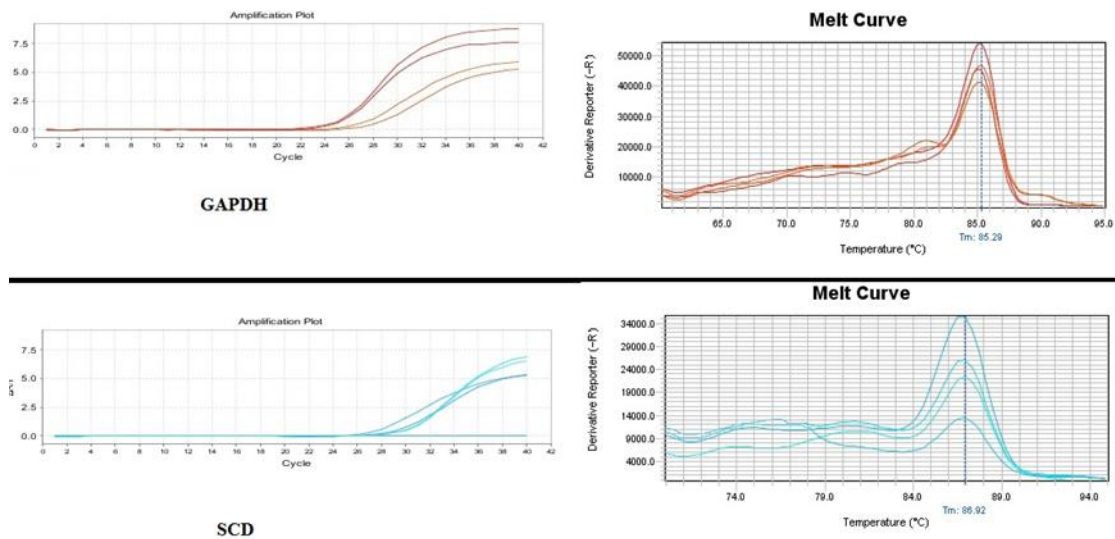 Amplification Plot
7.5
5.0
2.5
0.0
0 2 4 6 8 10 12 14 16 18 20 22 24 26 28 30 32 34 36 38 40 42
Cycle
GAPDH
Melt Curve
50000.0
40000.0
30000.0
20000.0
10000.0
Derivative Reporter (-R')
65.0 70.0 75.0 80.0 85.0 90.0 95.0
Tm: 85.29
Temperature (°C)
Amplification Plot
7.5
5.0
2.5
0.0
0 2 4 6 8 10 12 14 16 18 20 22 24 26 28 30 32 34 36 38 40 42
Cycle
SCD
Melt Curve
34000.0
29000.0
24000.0
19000.0
14000.0
9000.0
4000.0
Derivative Reporter (-R')
74.0 79.0 84.0 89.0 94.0
Tm: 86.92
Temperature (°C)